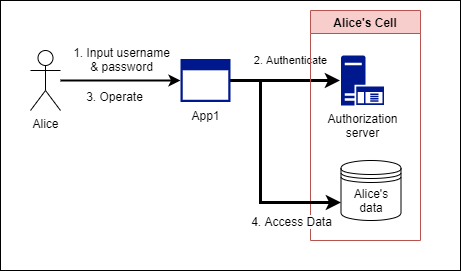 Alice's Cell
1. Input username
& password
2. Authenticate
3. Operate
App1
Alice
Authorization
server
Alice's
data
4. Access Data